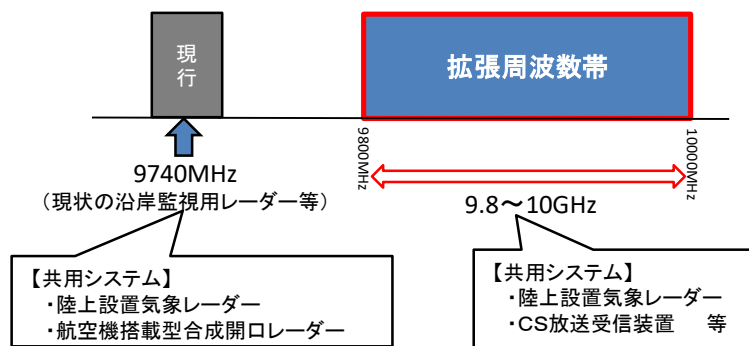 現
行
拡張周波数帯
9740MHz
（現状の沿岸監視用レーダー等）
9800MHz
10000MHz
9.8～10GHz
【共用システム】
・陸上設置気象レーダー
・航空機搭載型合成開口レーダー
【共用システム】
・陸上設置気象レーダー
・CS放送受信装置　等